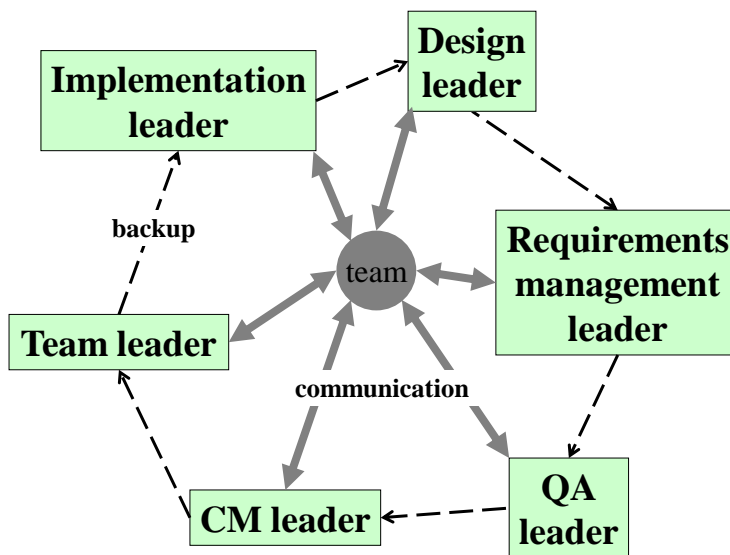 Design
leader
Implementation
leader
backup
Requirements
management
leader
team
Team leader
communication
QA
leader
CM leader